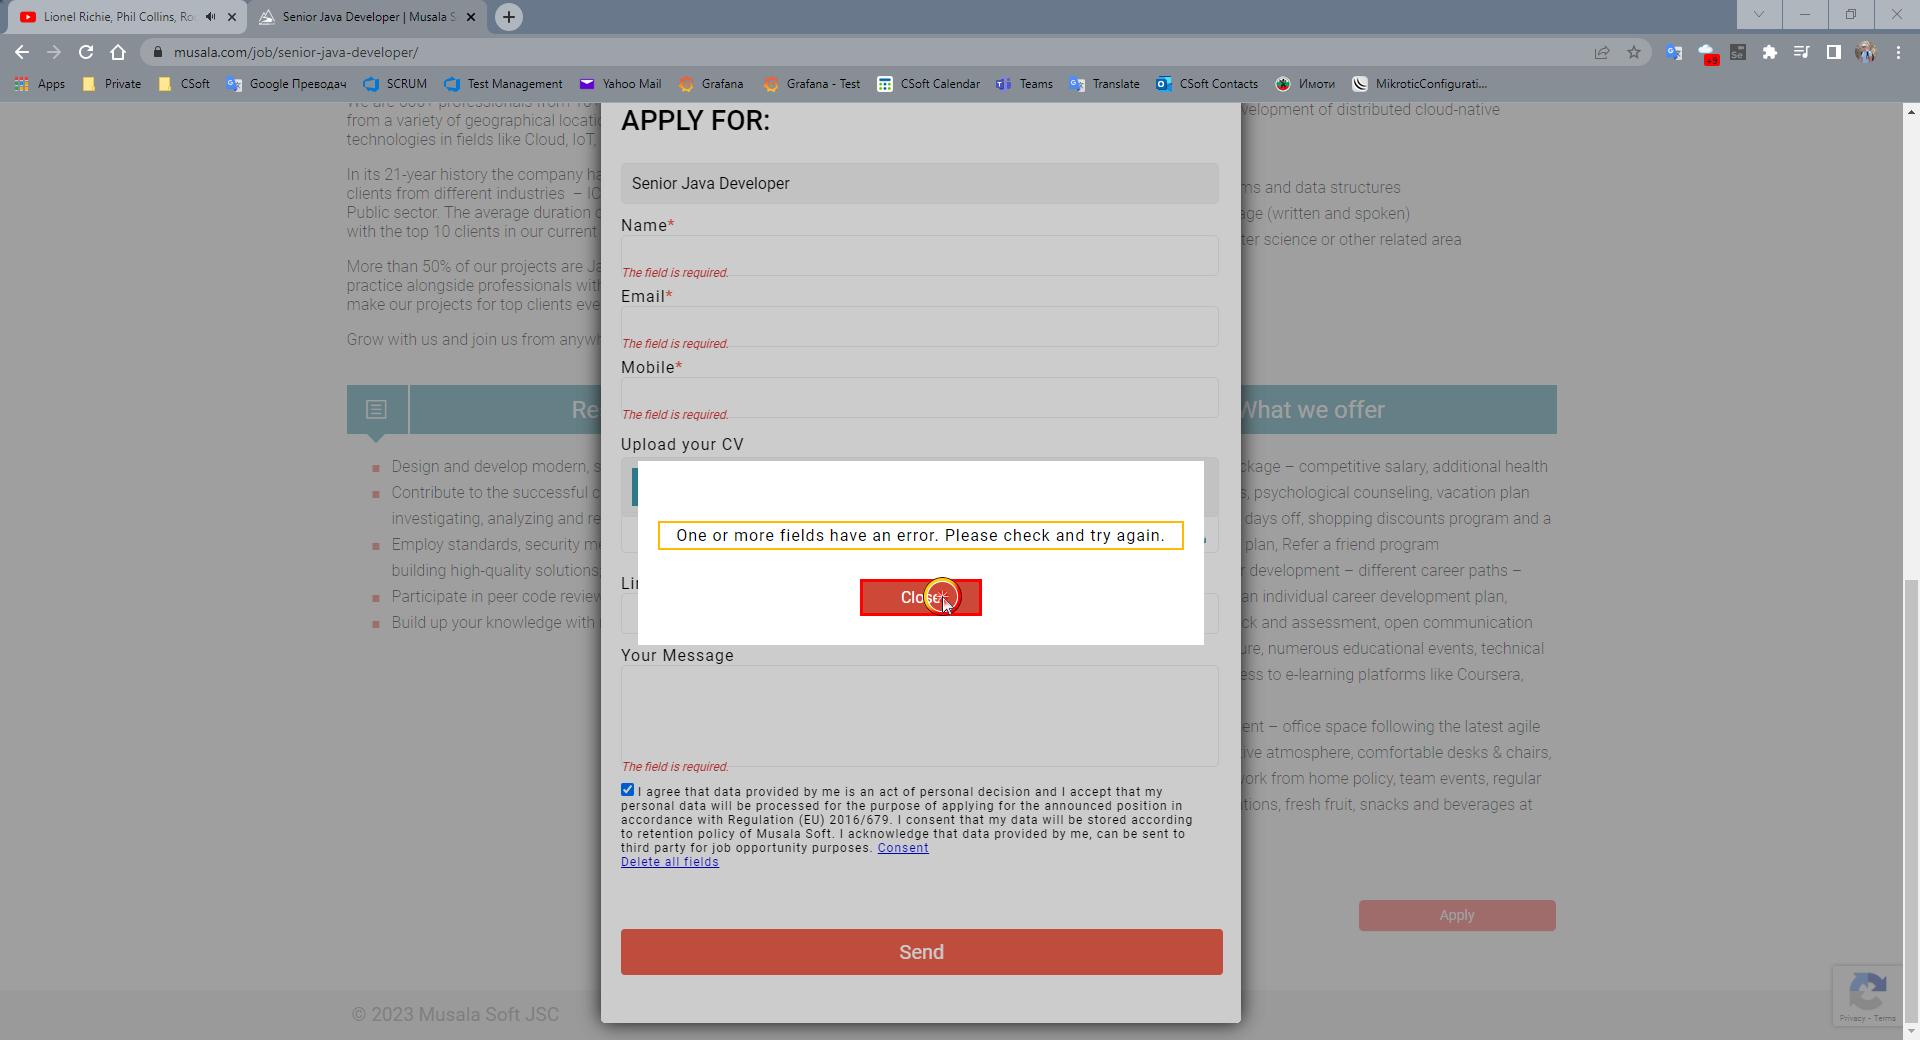 Lionel Richie, Phil Collins, Ro
Senior Java Developer | Musala S
musala.com/job/senior-java-developer/
Apps
Private
CSoft
Google Преводач
SCRUM
Test Management
Yahoo Mail
Grafana
Grafana - Test
CSoft Calendar
Teams
Translate
CSoft Contacts
Имоти
MikroticConfigurati...
from a variety of geographical locati
technologies in fields like Cloud, IoT,
In its 21-year history the company ha
clients from different industries – IC
Public sector. The average duration o
with the top 10 clients in our current
More than 50% of our projects are Ja
practice alongside professionals with
make our projects for top clients eve
Grow with us and join us from anywh
Re
Design and develop modern, s
Contribute to the successful c
investigating, analyzing and re
Employ standards, security me
building high-quality solutions,
Participate in peer code review
Build up your knowledge with
APPLY FOR:
Senior Java Developer
Name*
The field is required.
Email*
The field is required.
Mobile*
The field is required.
Upload your CV
One or more fields have an error. Please check and try again.
Close
Lin
Your Message
The field is required.
I agree that data provided by me is an act of personal decision and I accept that my
personal data will be processed for the purpose of applying for the announced position in
accordance with Regulation (EU) 2016/679. I consent that my data will be stored according
to retention policy of Musala Soft. I acknowledge that data provided by me, can be sent to
third party for job opportunity purposes. Consent
Delete all fields
Send
velopment of distributed cloud-native
ms and data structures
age (written and spoken)
ter science or other related area
What we offer
ckage – competitive salary, additional health
s, psychological counseling, vacation plan
days off, shopping discounts program and a
plan, Refer a friend program
r development – different career paths –
an individual career development plan,
ck and assessment, open communication
ure, numerous educational events, technical
ess to e-learning platforms like Coursera,
ent – office space following the latest agile
tive atmosphere, comfortable desks & chairs,
work from home policy, team events, regular
tions, fresh fruit, snacks and beverages at
Apply
© 2023 Musala Soft JSC
Privacy - Terms